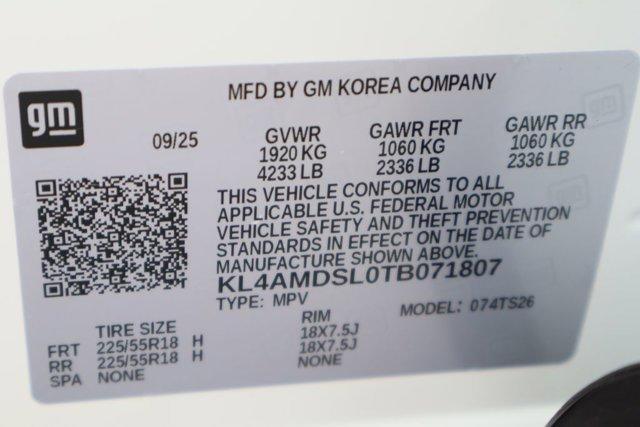 gm
MFD BY GM KOREA COMPANY
09/25
GVWR GAWR FRT GAWR RR
1920 KG 1060 KG 1060 KG
4233 LB 2336 LB 2336 LB
THIS VEHICLE CONFORMS TO ALL
APPLICABLE U.S. FEDERAL MOTOR
VEHICLE SAFETY AND THEFT PREVENTION
STANDARDS IN EFFECT ON THE DATE OF
MANUFACTURE SHOWN ABOVE.
KL4AMDSL0TB071807
TYPE: MPV MODEL: 074TS26
TIRE SIZE RIM
FRT 225/55R18 H 18X7.5J
RR 225/55R18 H 18X7.5J
SPA NONE NONE